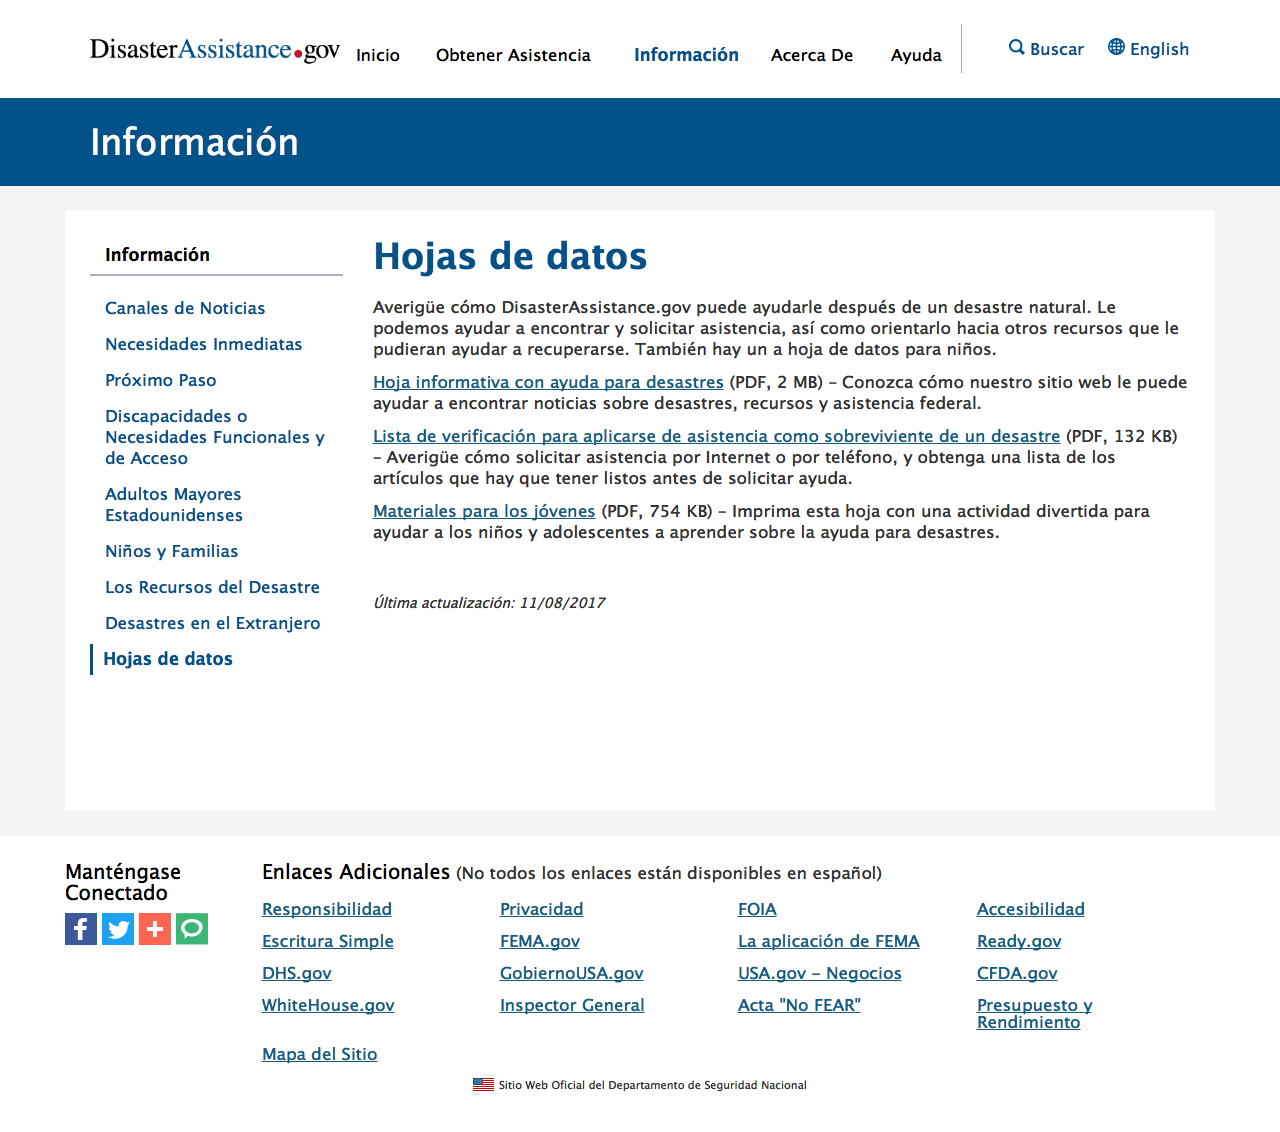 DisasterAssistance.gov
Inicio
Obtener Asistencia
Información
Acerca De
Ayuda
Buscar
English
Información
Información
Canales de Noticias
Necesidades Inmediatas
Próximo Paso
Discapacidades o
Necesidades Funcionales y
de Acceso
Adultos Mayores
Estadounidenses
Niños y Familias
Los Recursos del Desastre
Desastres en el Extranjero
Hojas de datos
Hojas de datos
Averigüe cómo DisasterAssistance.gov puede ayudarle después de un desastre natural. Le
podemos ayudar a encontrar y solicitar asistencia, así como orientarlo hacia otros recursos que le
pudieran ayudar a recuperarse. También hay un a hoja de datos para niños.
Hoja informativa con ayuda para desastres (PDF, 2 MB) – Conozca cómo nuestro sitio web le puede
ayudar a encontrar noticias sobre desastres, recursos y asistencia federal.
Lista de verificación para aplicarse de asistencia como sobreviviente de un desastre (PDF, 132 KB)
– Averigüe cómo solicitar asistencia por Internet o por teléfono, y obtenga una lista de los
artículos que hay que tener listos antes de solicitar ayuda.
Materiales para los jóvenes (PDF, 754 KB) – Imprima esta hoja con una actividad divertida para
ayudar a los niños y adolescentes a aprender sobre la ayuda para desastres.
Última actualización: 11/08/2017
Manténgase
Conectado
Enlaces Adicionales (No todos los enlaces están disponibles en español)
Responsibilidad
Privacidad
FOIA
Accesibilidad
Escritura Simple
FEMA.gov
La aplicación de FEMA
Ready.gov
DHS.gov
GobiernoUSA.gov
USA.gov – Negocios
CFDA.gov
WhiteHouse.gov
Inspector General
Acta "No FEAR"
Presupuesto y
Rendimiento
Mapa del Sitio
Sitio Web Oficial del Departamento de Seguridad Nacional